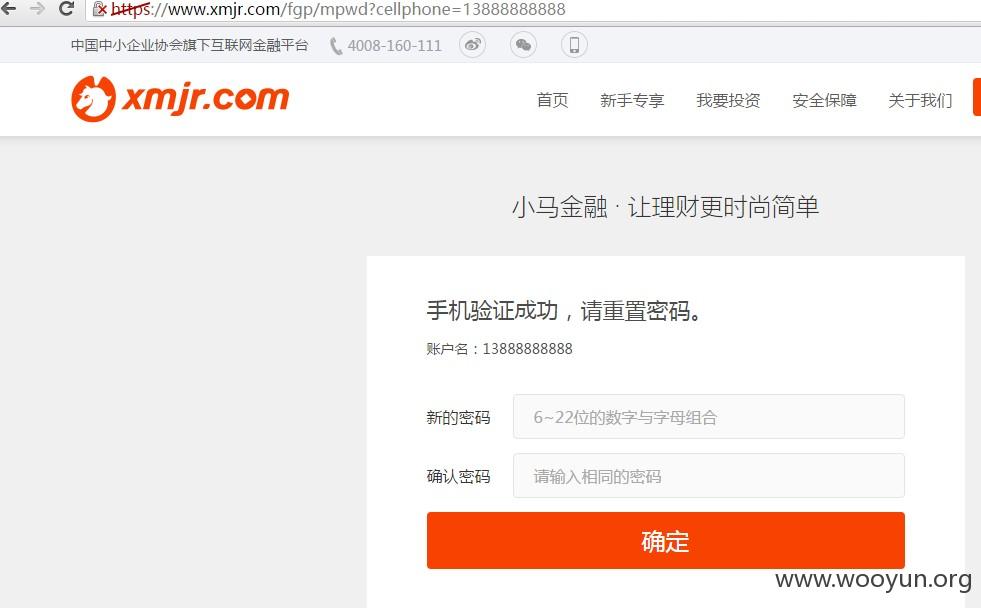 https://www.xmjr.com/fgp/mpwd?cellphone=13888888888
中国中小企业协会旗下互联网金融平台 4008-160-111
xmjr.com 首页 新手专享 我要投资 安全保障 关于我们
小马金融 · 让理财更时尚简单
手机验证成功，请重置密码。
账户名：13888888888
新的密码 6~22位的数字与字母组合
确认密码 请输入相同的密码
确定
www.wooyun.org